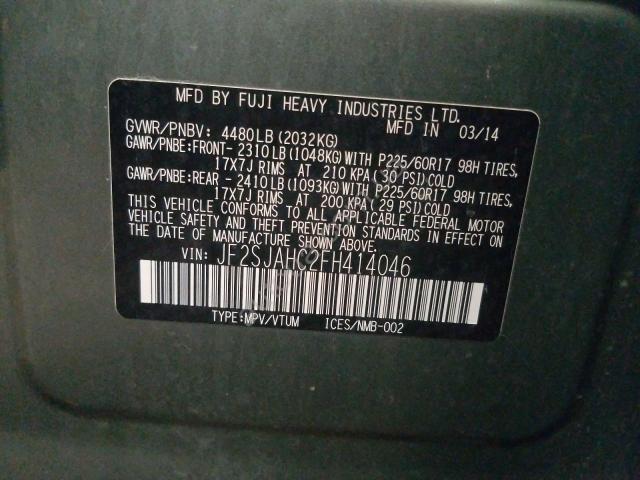 MFD BY FUJI HEAVY INDUSTRIES LTD.
MFD IN 03/14
GVWR/PNBV: 4480LB (2032KG)
GAWR/PNBE:FRONT- 2310LB (1048KG) WITH P225/60R17 98H TIRES,
17X7J RIMS AT 210 KPA ( 30 PSI) COLD
GAWR/PNBE:REAR - 2410LB (1093KG) WITH P225/60R17 98H TIRES,
17X7J RIMS AT 200 KPA ( 29 PSI) COLD
THIS VEHICLE CONFORMS TO ALL APPLICABLE FEDERAL MOTOR
VEHICLE SAFETY AND THEFT PREVENTION STANDARDS IN EFFECT ON
THE DATE OF MANUFACTURE SHOWN ABOVE.
VIN: JF2SJAHC2FH414046
TYPE:MPV/VTUM ICES/NMB-002